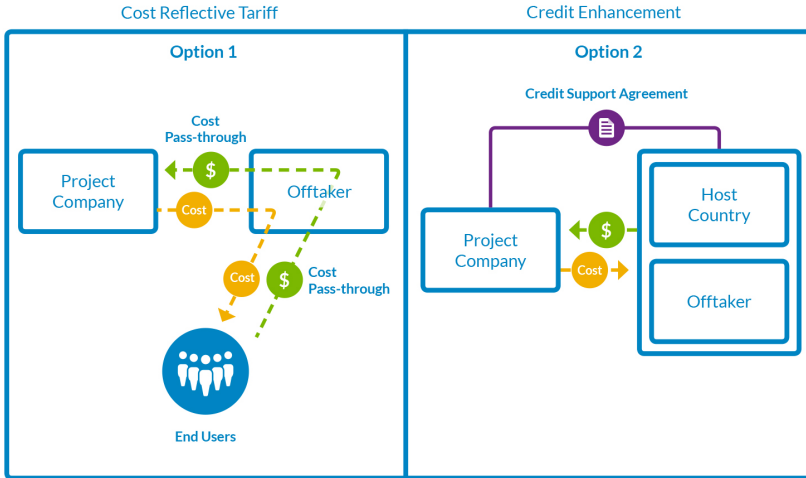 Cost Reflective Tariff
Option 1
Cost
Pass-through
Project
Company
$
Offtaker
Cost
Cost
$
Cost
Pass-through
End Users
Credit Enhancement
Option 2
Credit Support Agreement
Host
Country
Project
Company
$
Cost
Offtaker